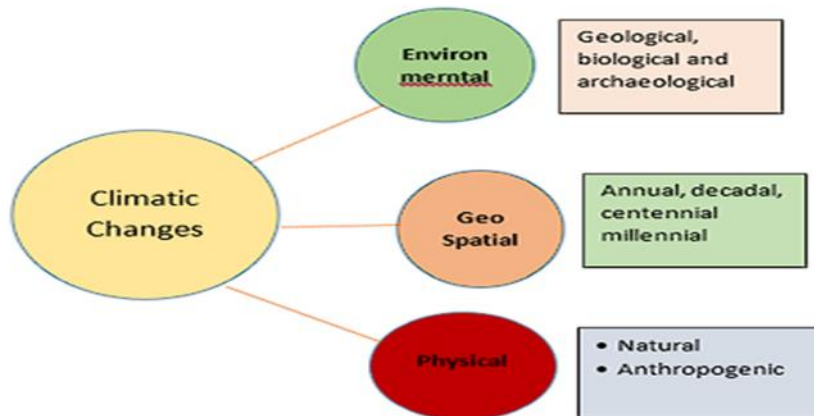 Climatic
Changes
Environ
merntal
Geological,
biological and
archaeological
Geo
Spatial
Annual, decadal,
centennial
millennial
Physical
• Natural
• Anthropogenic